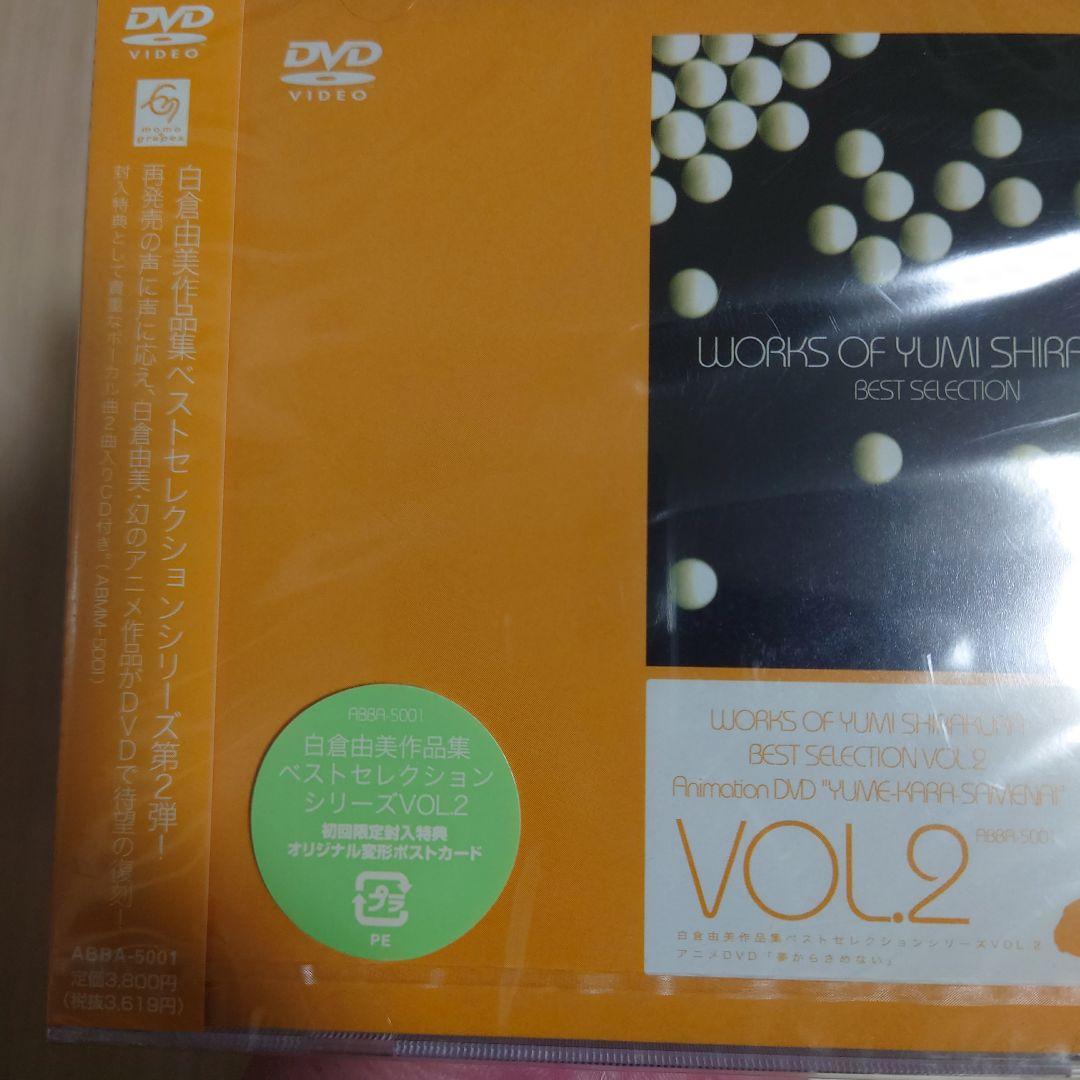 DVD
VIDEO
momo
grapes
白倉由美作品集ベストセレクションシリーズ第2弾!
再発売の声に声に応え、白倉由美・幻のアニメ作品がDVDで待望の復刻!
封入特典として貴重なボーカル曲2曲入りCD付き。(ABMM-5001)
ABBA-5001
定価3,800円
(税抜3,619円)
DVD
VIDEO
WORKS OF YUMI SHIRA
BEST SELECTION
ABBA-5001
白倉由美作品集
ベストセレクション
シリーズVOL.2
初回限定封入特典
オリジナル変形ポストカード
プラ
PE
WORKS OF YUMI SHIRAKURA
BEST SELECTION VOL.2
Animation DVD "YUME-KARA-SAMENAI"
VOL.2
ABBA-5001
白倉由美作品集ベストセレクションシリーズVOL.2
アニメDVD「夢からさめない」